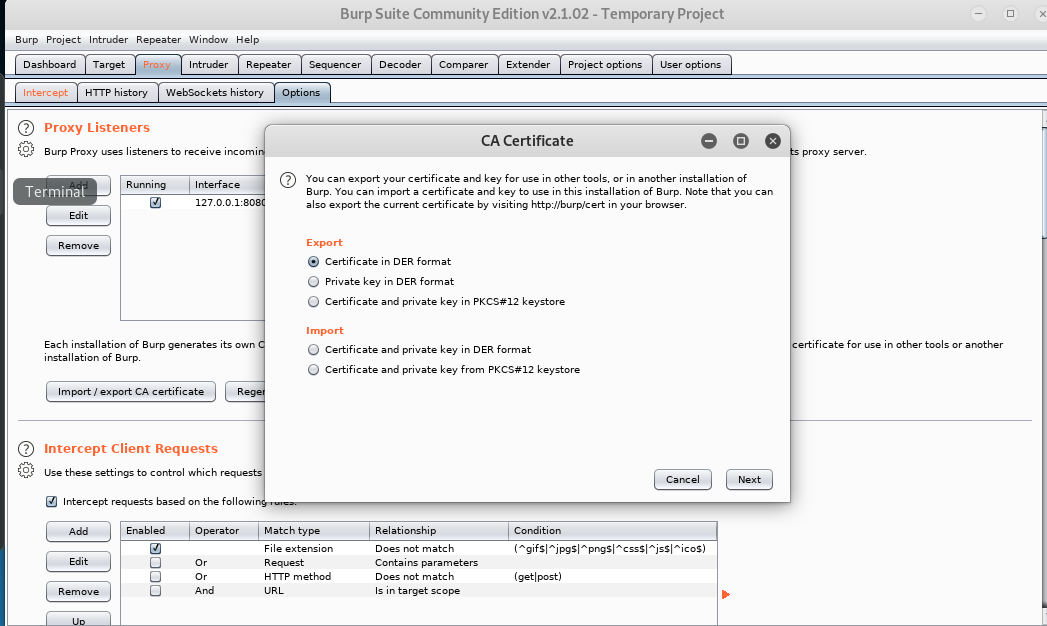 Burp Suite Community Edition v2.1.02 - Temporary Project
Burp Project Intruder Repeater Window Help
Dashboard Target Proxy Intruder Repeater Sequencer Decoder Comparer Extender Project options User options
Intercept HTTP history WebSockets history Options
? Proxy Listeners
Burp Proxy uses listeners to receive ts proxy server.
Add
Terminal
Edit
Remove
Running Interface
127.0.0.1:8080
Each installation of Burp generates its own C certificate for use in other tools or another
installation of Burp.
Import / export CA certificate Reger
CA Certificate
? You can export your certificate and key for use in other tools, or in another installation of
Burp. You can import a certificate and key to use in this installation of Burp. Note that you can
also export the current certificate by visiting http://burp/cert in your browser.
Export
Certificate in DER format
Private key in DER format
Certificate and private key in PKCS#12 keystore
Import
Certificate and private key in DER format
Certificate and private key from PKCS#12 keystore
Cancel Next
? Intercept Client Requests
Use these settings to control which requests
Intercept requests based on the following rules:
Add
Edit
Remove
Up
Enabled Operator Match type Relationship Condition
File extension Does not match (^gif$|^jpg$|^png$|^css$|^js$|^ico$)
Or Request Contains parameters
Or HTTP method Does not match (get|post)
And URL Is in target scope